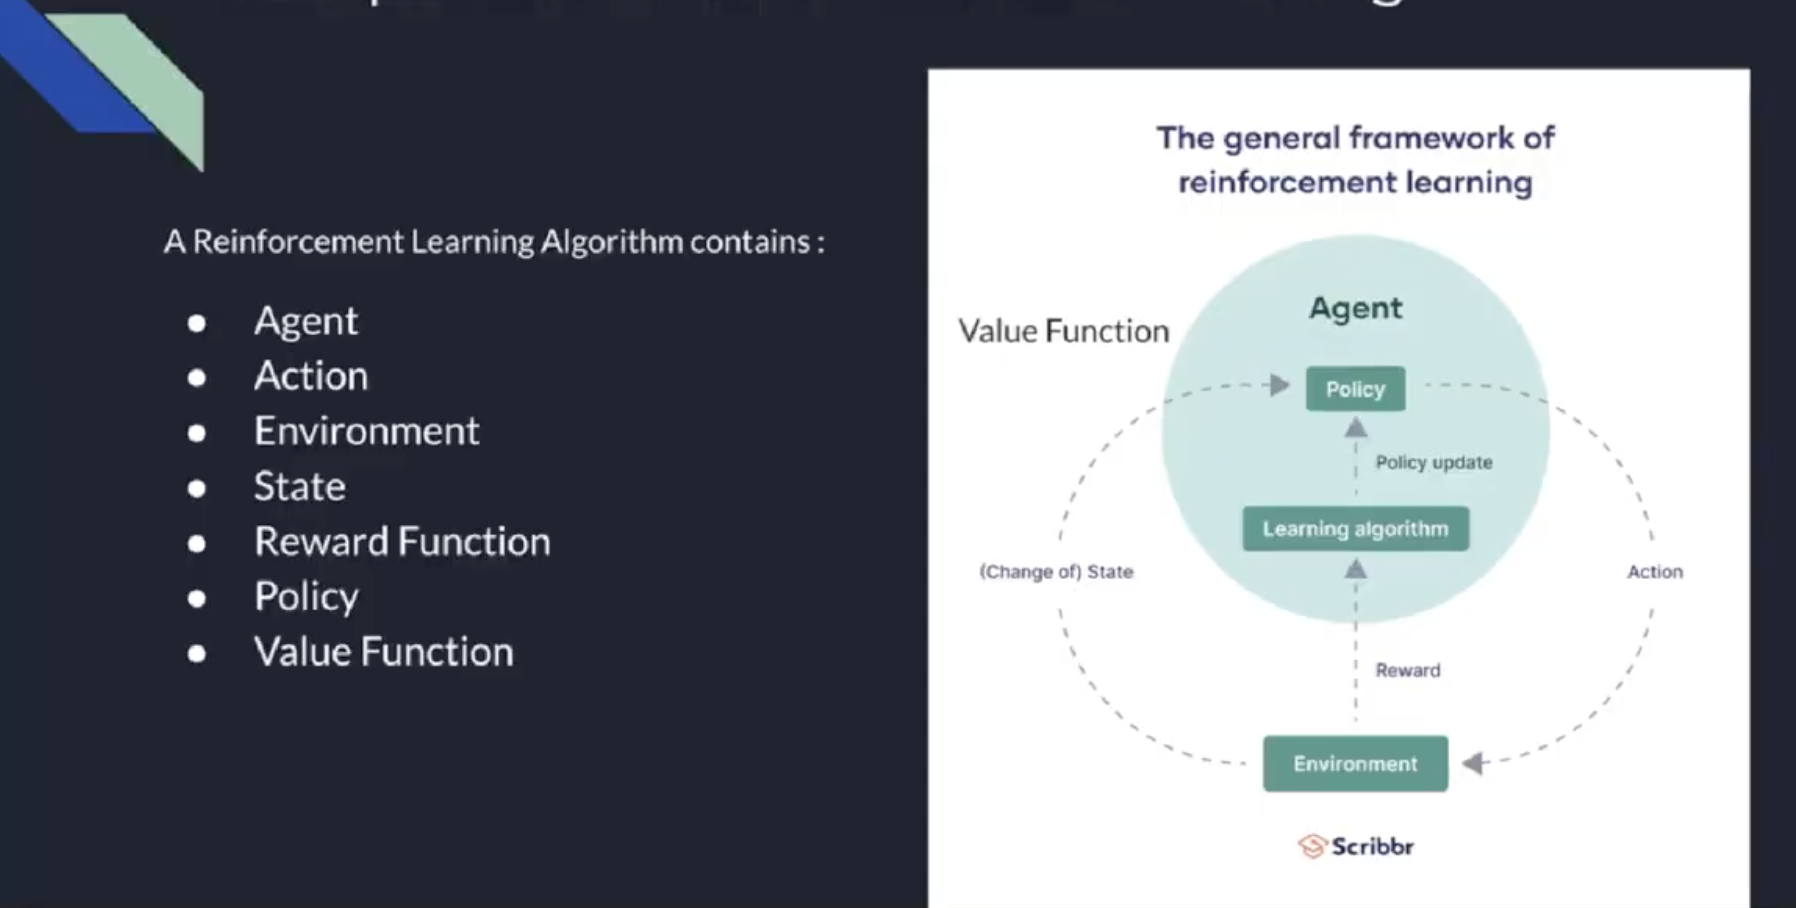 A Reinforcement Learning Algorithm contains :
● Agent
● Action
● Environment
● State
● Reward Function
● Policy
● Value Function
The general framework of
reinforcement learning
Agent
Value Function
Policy
Policy update
Learning algorithm
(Change of) State
Action
Reward
Environment
Scribbr